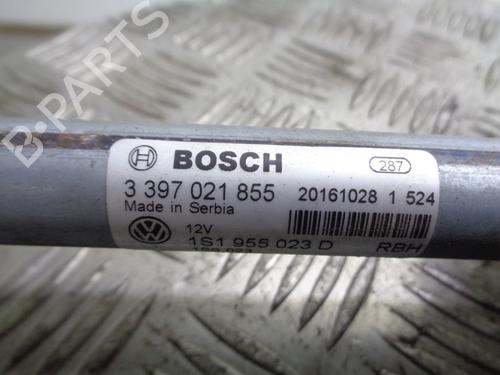 B-PARTS
BOSCH 287
3 397 021 855 20161028 1 524
Made in Serbia
12V
1S1 955 023 D RBH